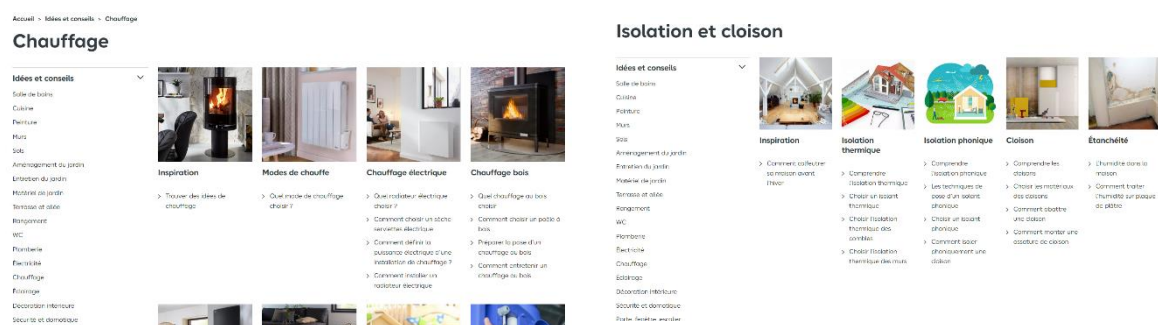 Accueil > Idées et conseils > Chauffage
Chauffage
Idées et conseils
Salle de bains
Cuisine
Peinture
Murs
Sols
Aménagement du jardin
Entretien du jardin
Matériel de jardin
Terrasse et allée
Rangement
WC
Plomberie
Électricité
Chauffage
Éclairage
Décoration intérieure
Sécurité et domotique
Inspiration
> Trouver des idées de
chauffage
Modes de chauffe
> Quel mode de chauffage
choisir ?
Chauffage électrique
> Quel radiateur électrique
choisir ?
> Comment choisir un sèche
serviettes électrique
> Comment définir la
puissance électrique d'une
installation de chauffage ?
> Comment installer un
radiateur électrique
Chauffage bois
> Quel chauffage au bois
choisir
> Comment choisir un poêle à
bois
> Préparer la pose d'un
chauffage au bois
> Comment entretenir un
chauffage au bois
Isolation et cloison
Idées et conseils
Salle de bains
Cuisine
Peinture
Murs
Sols
Aménagement du jardin
Entretien du jardin
Matériel de jardin
Terrasse et allée
Rangement
WC
Plomberie
Électricité
Chauffage
Eclairage
Décoration intérieure
Sécurité et domotique
Porte, fenêtre, escalier
Inspiration
> Comment calfeutrer
sa maison avant
l'hiver
Isolation
thermique
> Comprendre
l'isolation thermique
> Choisir un isolant
thermique
> Choisir l'isolation
thermique des
combles
> Choisir l'isolation
thermique des murs
Isolation phonique
> Comprendre
l'isolation phonique
> Les techniques de
pose d'un isolant
phonique
> Choisir un isolant
phonique
> Comment isoler
phoniquement une
cloison
Cloison
> Comprendre les
cloisons
> Choisir les matériaux
des cloisons
> Comment abattre
une cloison
> Comment monter une
ossature de cloison
Étanchéité
> L'humidité dans la
maison
> Comment traiter
l'humidité sur plaque
de plâtre